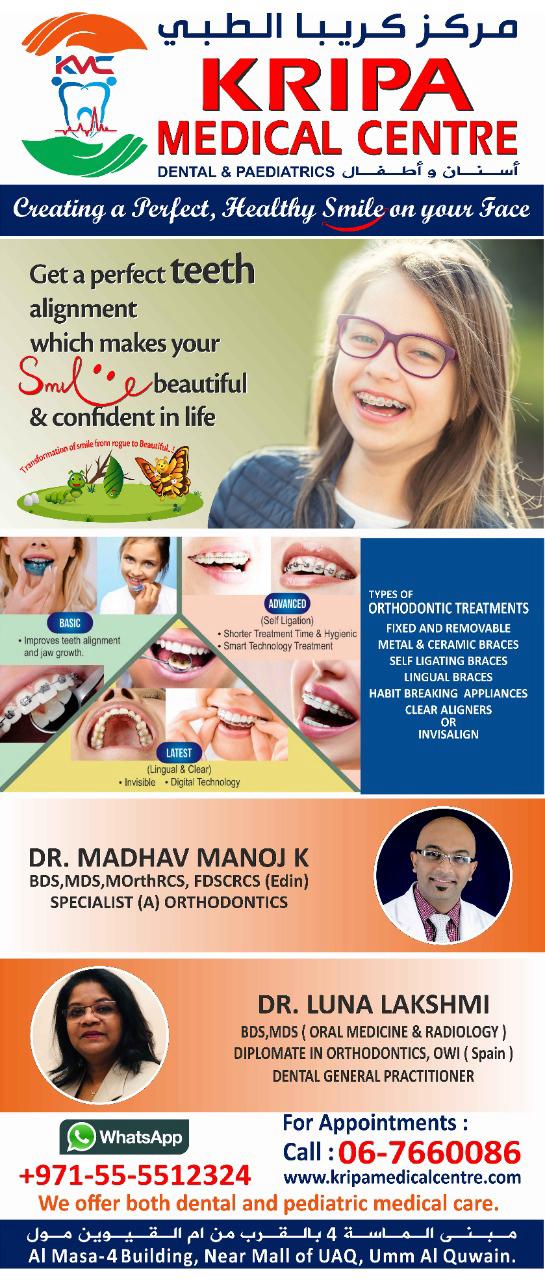 مركز كريبا الطبي
KMC
KRIPA
MEDICAL CENTRE
DENTAL & PAEDIATRICS أسنان و أطفال
Creating a Perfect, Healthy Smile on your Face
Get a perfect teeth
alignment
which makes your
Smile beautiful
& confident in life
Transformation of smile from rogue to Beautiful..!
BASIC
• Improves teeth alignment
and jaw growth.
ADVANCED
(Self Ligation)
• Shorter Treatment Time & Hygienic
• Smart Technology Treatment
LATEST
(Lingual & Clear)
• Invisible • Digital Technology
TYPES OF
ORTHODONTIC TREATMENTS
FIXED AND REMOVABLE
METAL & CERAMIC BRACES
SELF LIGATING BRACES
LINGUAL BRACES
HABIT BREAKING APPLIANCES
CLEAR ALIGNERS
OR
INVISALIGN
DR. MADHAV MANOJ K
BDS,MDS,MOrthRCS, FDSCRCS (Edin)
SPECIALIST (A) ORTHODONTICS
DR. LUNA LAKSHMI
BDS,MDS ( ORAL MEDICINE & RADIOLOGY )
DIPLOMATE IN ORTHODONTICS, OWI ( Spain )
DENTAL GENERAL PRACTITIONER
WhatsApp
+971-55-5512324
For Appointments :
Call : 06-7660086
www.kripamedicalcentre.com
We offer both dental and pediatric medical care.
مبنى الماسة 4 بالقرب من ام القيوين مول
Al Masa-4 Building, Near Mall of UAQ, Umm Al Quwain.